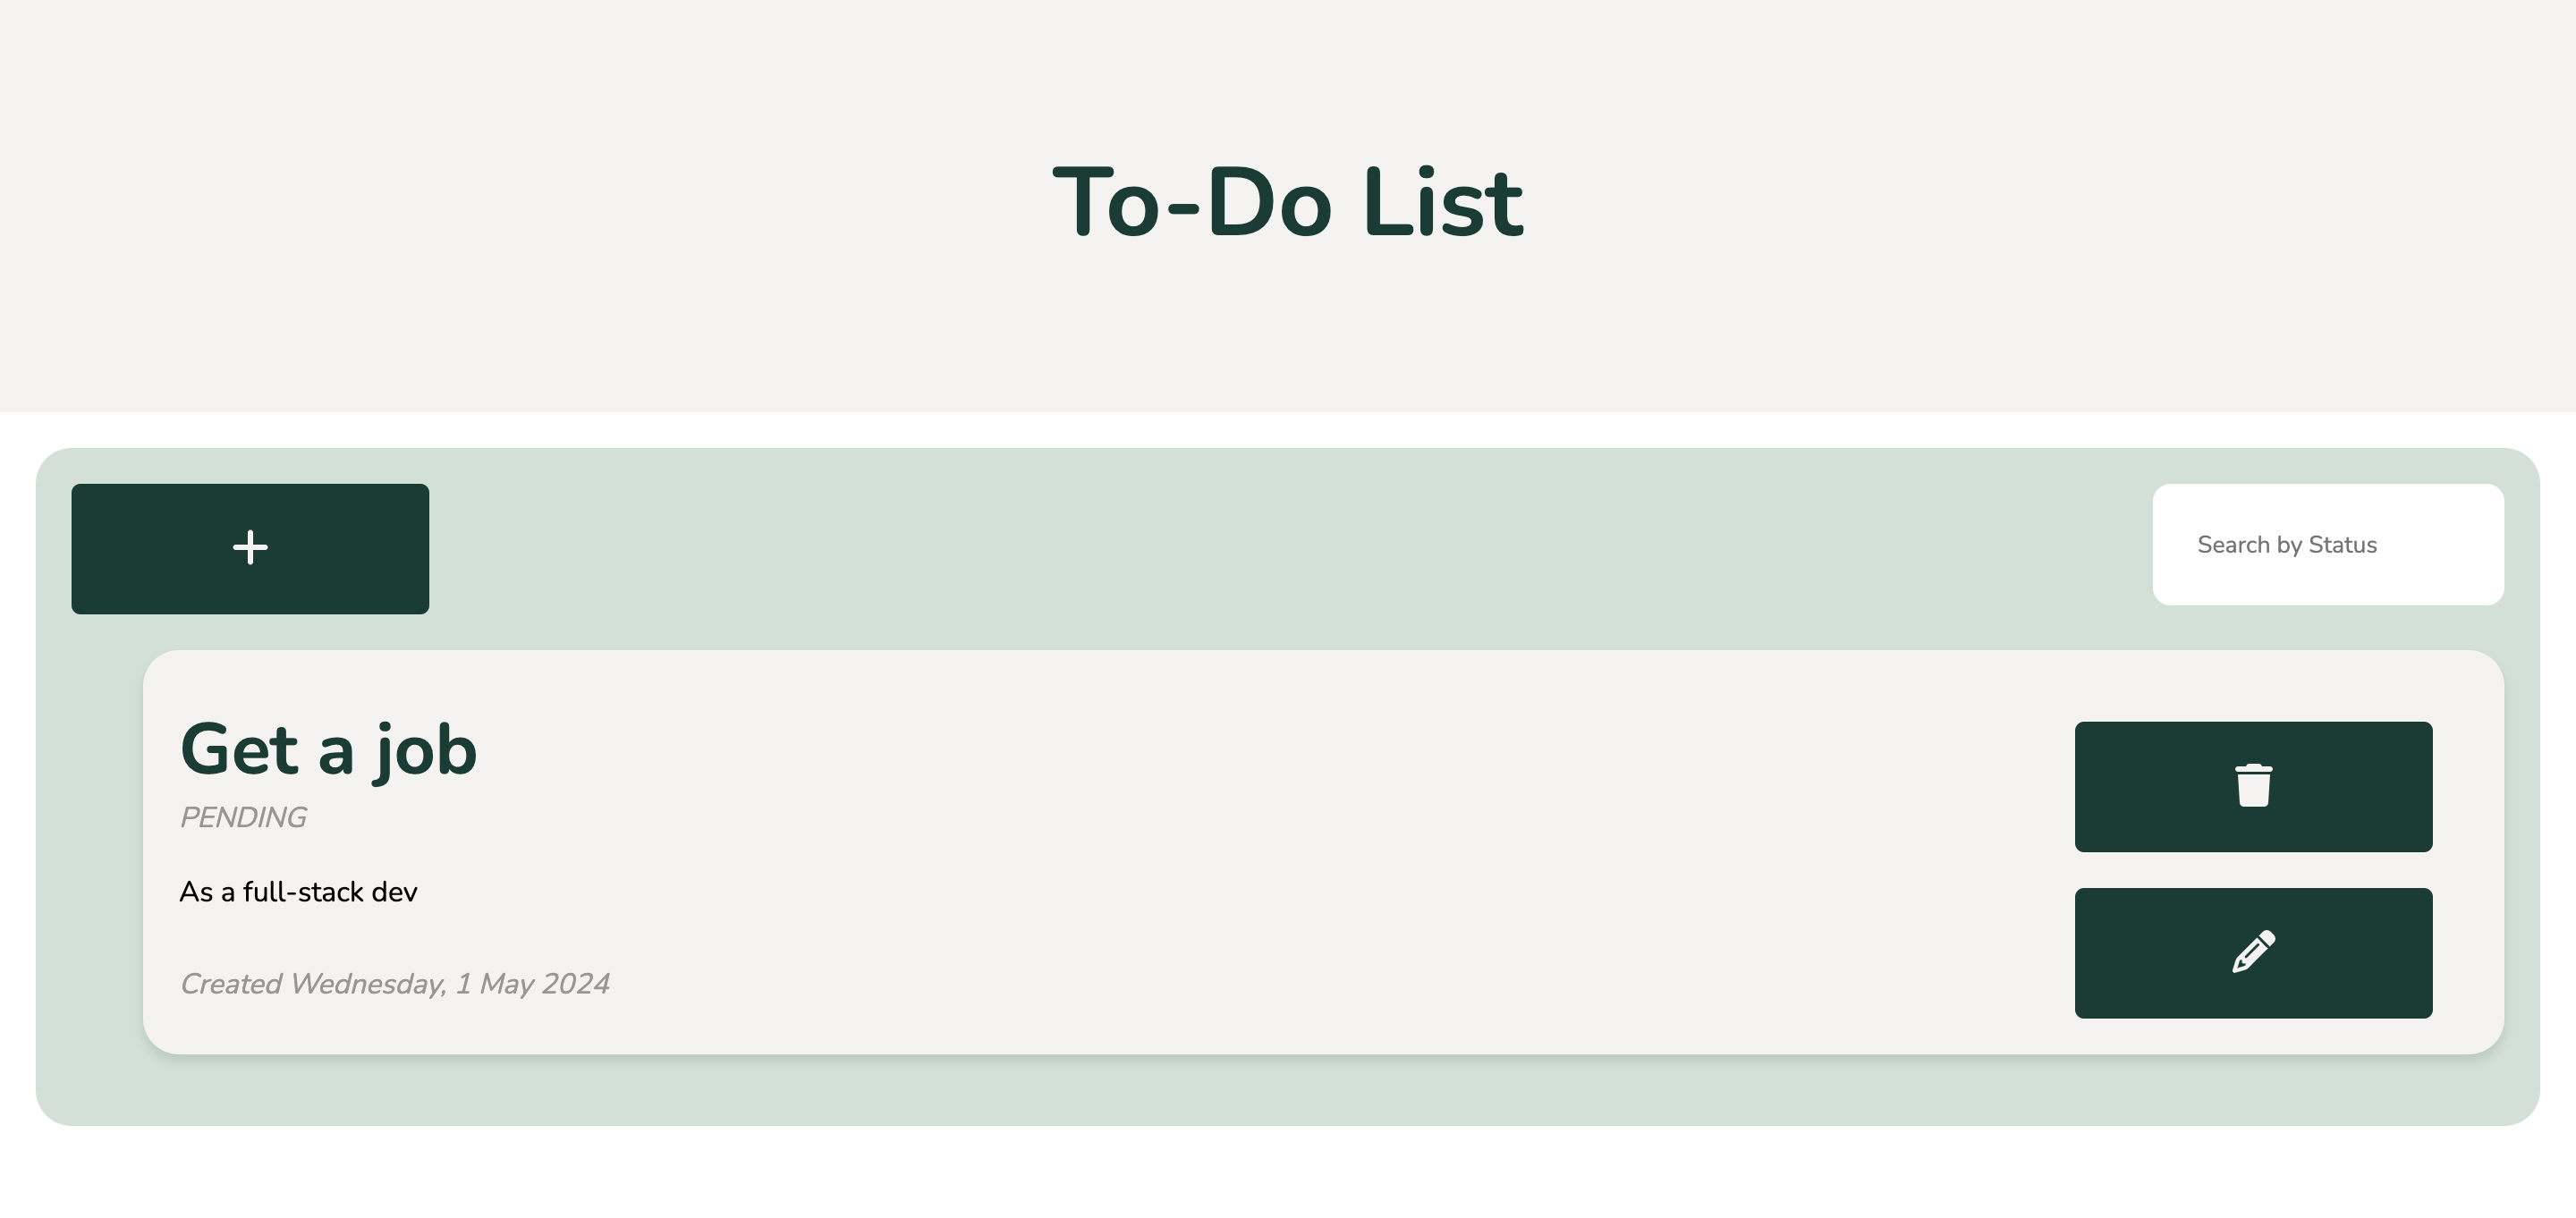 To-Do List
Search by Status
Get a job
PENDING
As a full-stack dev
Created Wednesday, 1 May 2024